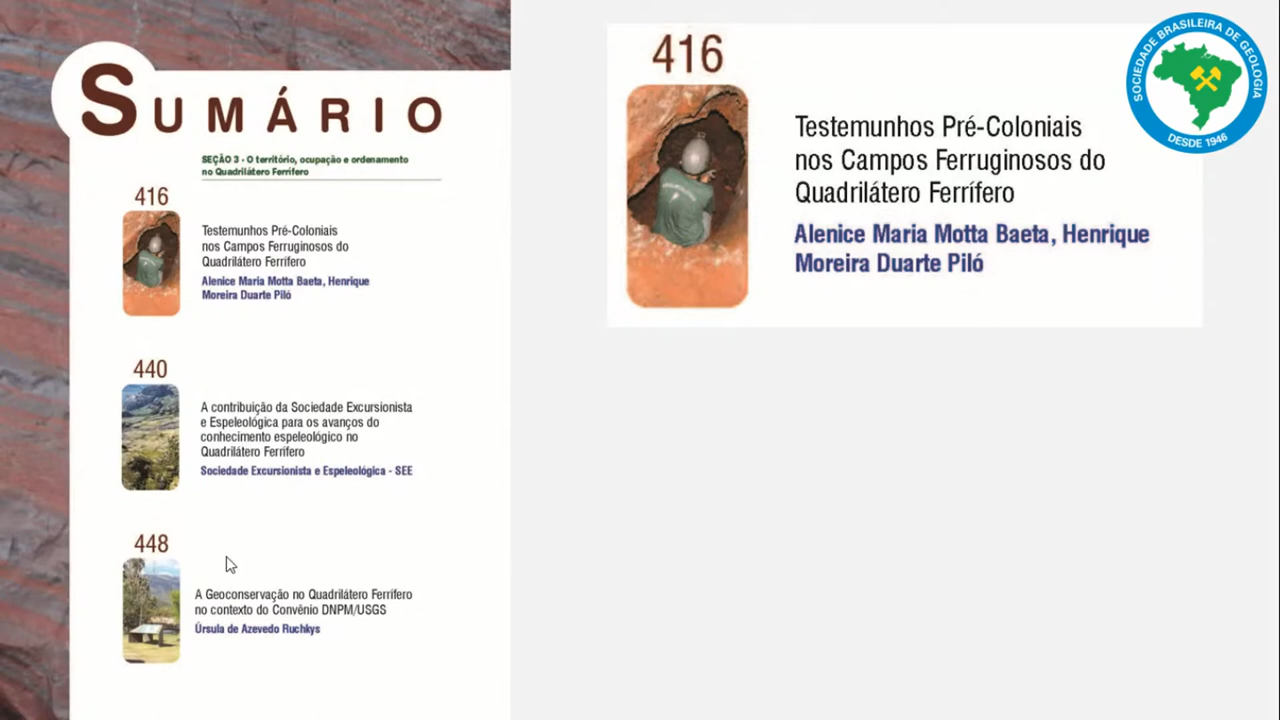 SUMÁRIO
SEÇÃO 3 - O território, ocupação e ordenamento
no Quadrilátero Ferrífero
416
Testemunhos Pré-Coloniais
nos Campos Ferruginosos do
Quadrilátero Ferrífero
Alenice Maria Motta Baeta, Henrique
Moreira Duarte Piló
440
A contribuição da Sociedade Excursionista
e Espeleológica para os avanços do
conhecimento espeleológico no
Quadrilátero Ferrífero
Sociedade Excursionista e Espeleológica - SEE
448
A Geoconservação no Quadrilátero Ferrífero
no contexto do Convênio DNPM/USGS
Úrsula de Azevedo Ruchkys
416
Testemunhos Pré-Coloniais
nos Campos Ferruginosos do
Quadrilátero Ferrífero
Alenice Maria Motta Baeta, Henrique
Moreira Duarte Piló
SOCIEDADE BRASILEIRA DE GEOLOGIA
DESDE 1946